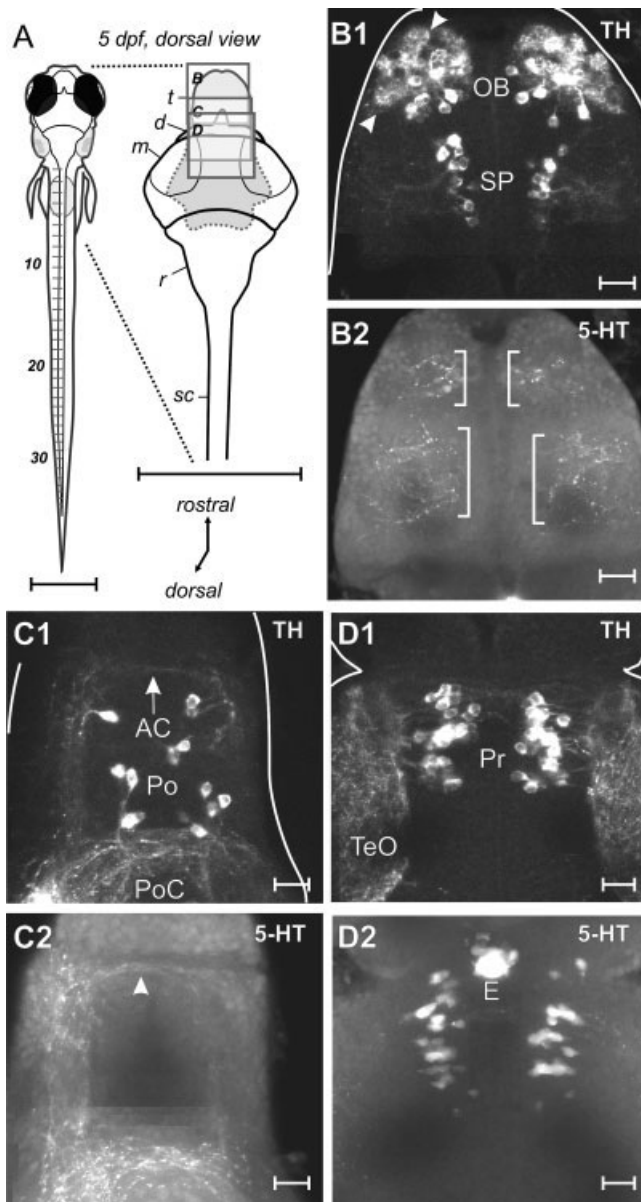 A
5 dpf, dorsal view
B
t
C
d
D
m
10
r
20
sc
30
rostral
dorsal
B1
TH
OB
SP
B2
5-HT
C1
TH
AC
Po
PoC
D1
TH
Pr
TeO
C2
5-HT
D2
5-HT
E